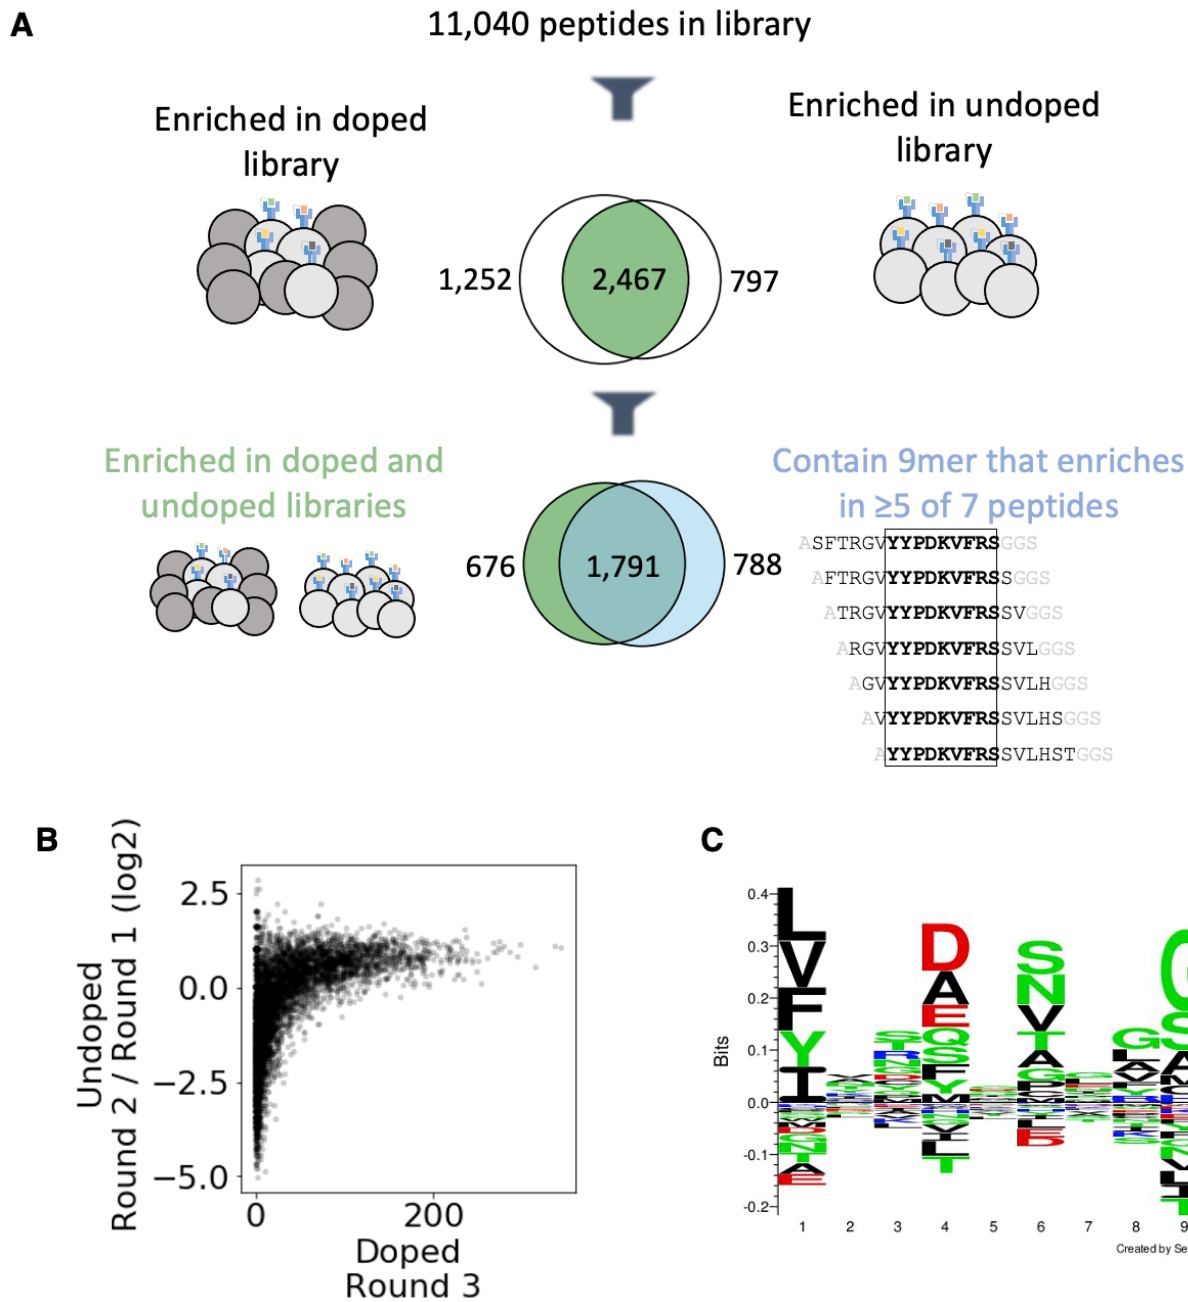 A
11,040 peptides in library
Enriched in doped
library
Enriched in undoped
library
1,252
2,467
797
Enriched in doped and
undoped libraries
Contain 9mer that enriches
in ≥5 of 7 peptides
676
1,791
788
ASFTRGVYYPDKVFRSGGS
AFTRGVYYPDKVFRSSGGS
ATRGVYYPDKVFRSSVGGS
ARGVYYPDKVFRSSVLGGS
AGVYYPDKVFRSSVLHGGS
AVYYPDKVFRSSVLHSGGS
AYYPDKVFRSSVLHSTGGS
B
Undoped
Round 2 / Round 1 (log2)
2.5
0.0
−2.5
−5.0
0
200
Doped
Round 3
C
Bits
0.4
0.3
0.2
0.1
0.0
-0.1
-0.2
L
V
F
Y
I
D
A
E
Q
S
F
Y
S
N
V
T
A
G
G
S
1 2 3 4 5 6 7 8 9
Created by Se